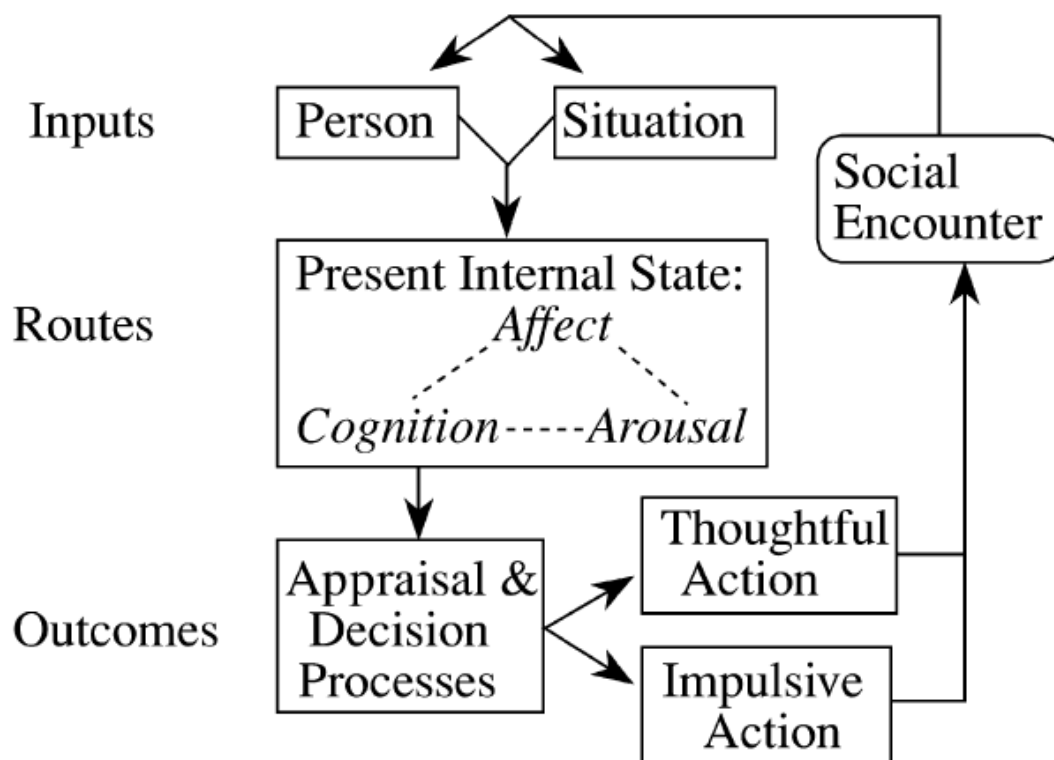 Inputs
Person
Situation
Social
Encounter
Routes
Present Internal State:
Affect
Cognition
Arousal
Outcomes
Appraisal &
Decision
Processes
Thoughtful
Action
Impulsive
Action